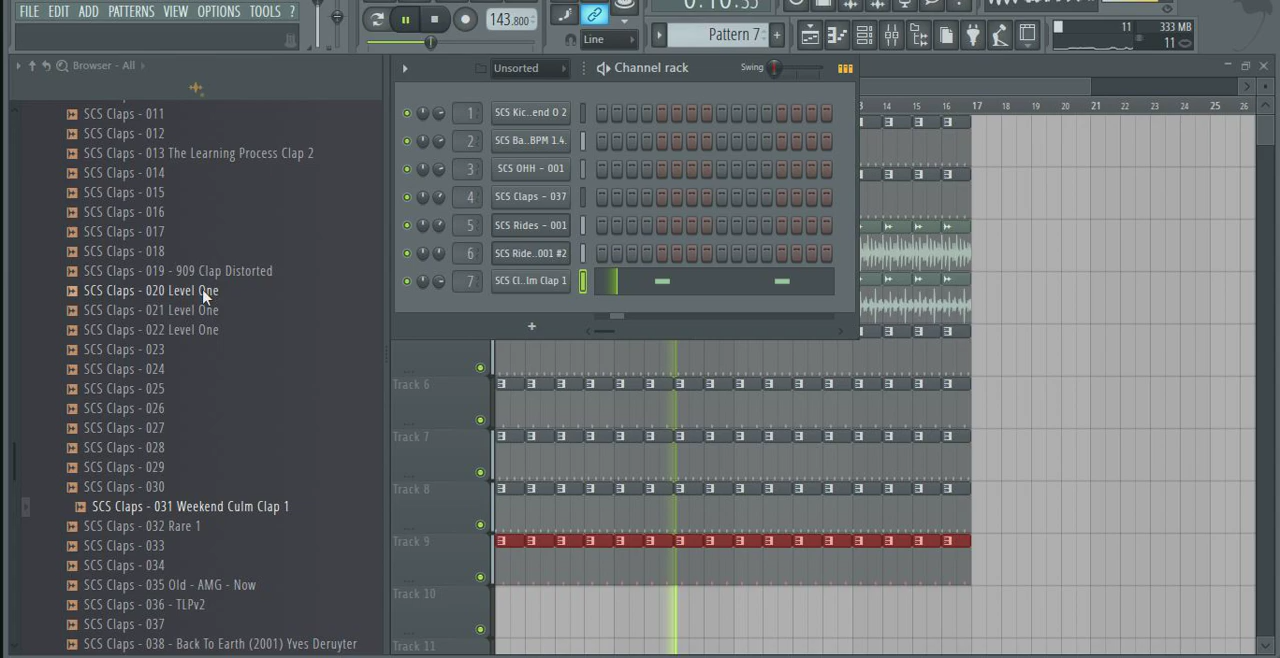 FILE EDIT ADD PATTERNS VIEW OPTIONS TOOLS ?
143.800
Line
Pattern 7
11
333 MB
11
Browser - All
Unsorted
Channel rack
Swing
SCS Claps - 011
SCS Claps - 012
SCS Claps - 013 The Learning Process Clap 2
SCS Claps - 014
SCS Claps - 015
SCS Claps - 016
SCS Claps - 017
SCS Claps - 018
SCS Claps - 019 - 909 Clap Distorted
SCS Claps - 020 Level One
SCS Claps - 021 Level One
SCS Claps - 022 Level One
SCS Claps - 023
SCS Claps - 024
SCS Claps - 025
SCS Claps - 026
SCS Claps - 027
SCS Claps - 028
SCS Claps - 029
SCS Claps - 030
SCS Claps - 031 Weekend Culm Clap 1
SCS Claps - 032 Rare 1
SCS Claps - 033
SCS Claps - 034
SCS Claps - 035 Old - AMG - Now
SCS Claps - 036 - TLPv2
SCS Claps - 037
SCS Claps - 038 - Back To Earth (2001) Yves Deruyter
1 SCS Kic..end O 2
2 SCS Ba..BPM 1.4.
3 SCS OHH - 001
4 SCS Claps - 037
5 SCS Rides - 001
6 SCS Ride..001 #2
7 SCS Cl..lm Clap 1
+
14 15 16 17 18 19 20 21 22 23 24 25 26
Track 6
Track 7
Track 8
Track 9
Track 10
Track 11